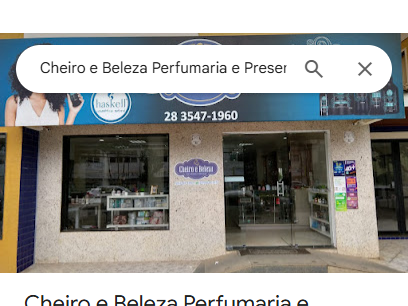 Cheiro e Beleza Perfumaria e Preser
haskell
28 3547-1960
Cheiro e Beleza
Cheiro e Beleza Perfumaria e